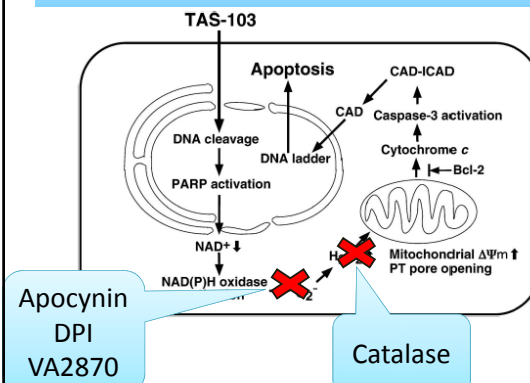 TAS-103
Apoptosis
CAD-ICAD
CAD
Caspase-3 activation
DNA cleavage
Cytochrome c
DNA ladder
Bcl-2
PARP activation
NAD⁺
Mitochondrial ΔΨm
PT pore opening
NAD(P)H oxidase
Apocynin
DPI
VA2870
Catalase